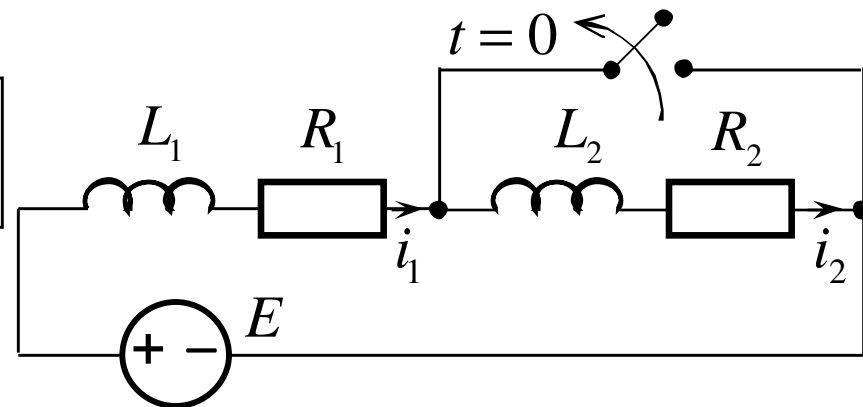 t = 0
L₁ R₁ L₂ R₂
i₁ i₂
E
+ −